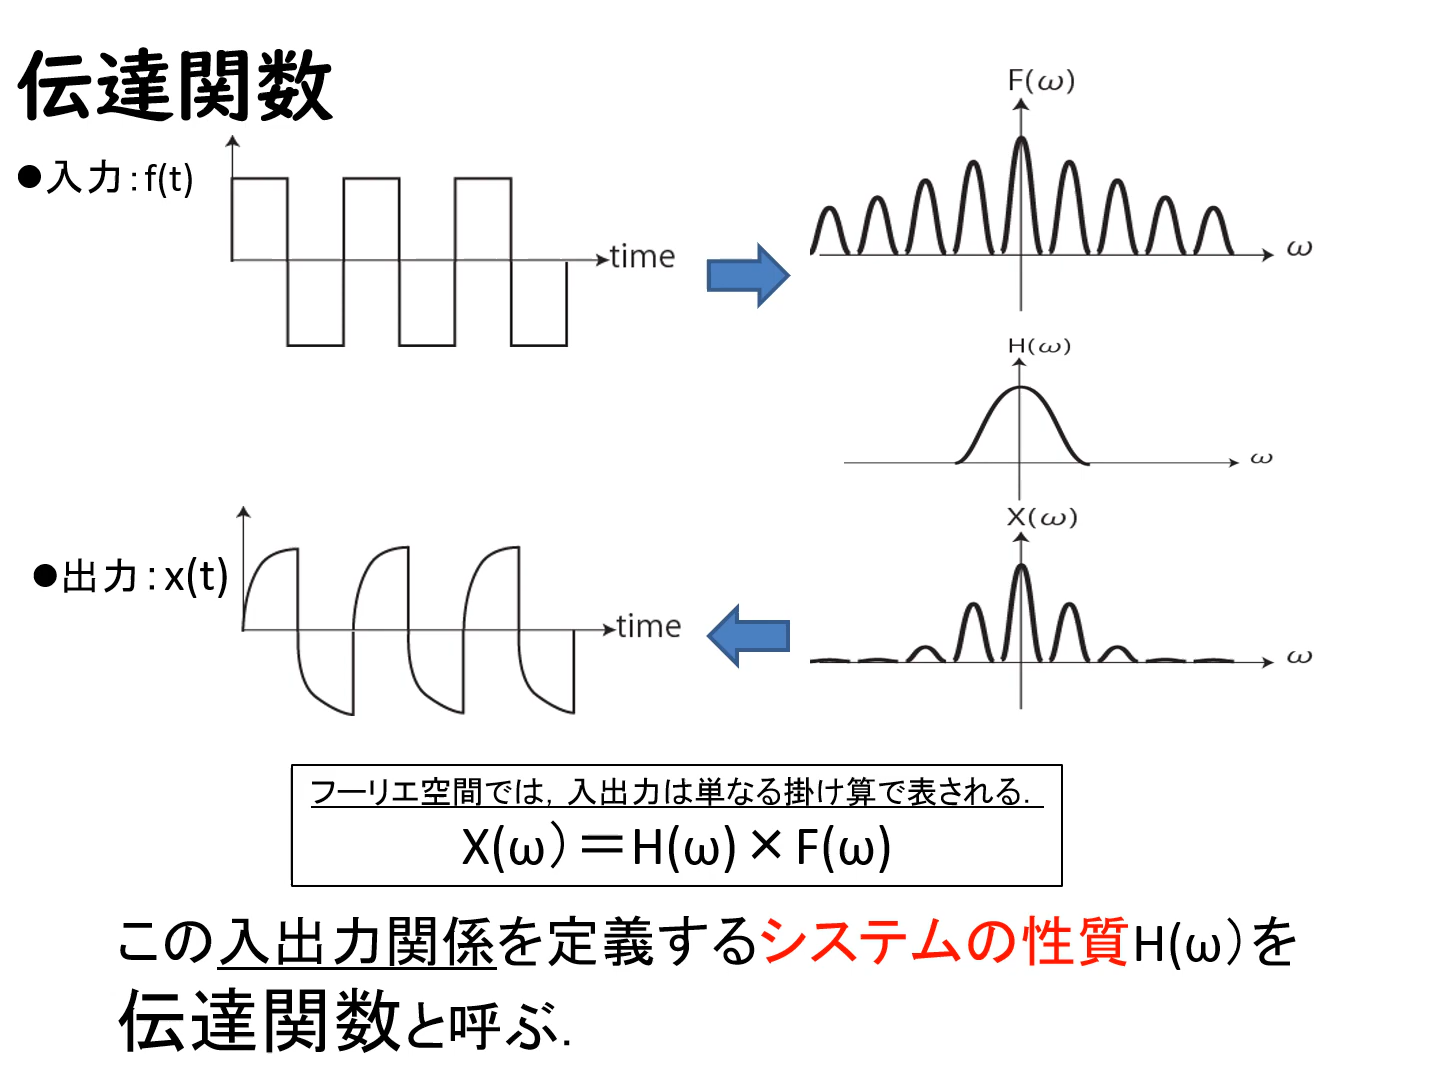 伝達関数
●入力：f(t)
time
F(ω)
ω
H(ω)
ω
●出力：x(t)
time
X(ω)
ω
フーリエ空間では，入出力は単なる掛け算で表される．
X(ω）＝H(ω)×F(ω)
この入出力関係を定義するシステムの性質H(ω）を
伝達関数と呼ぶ．